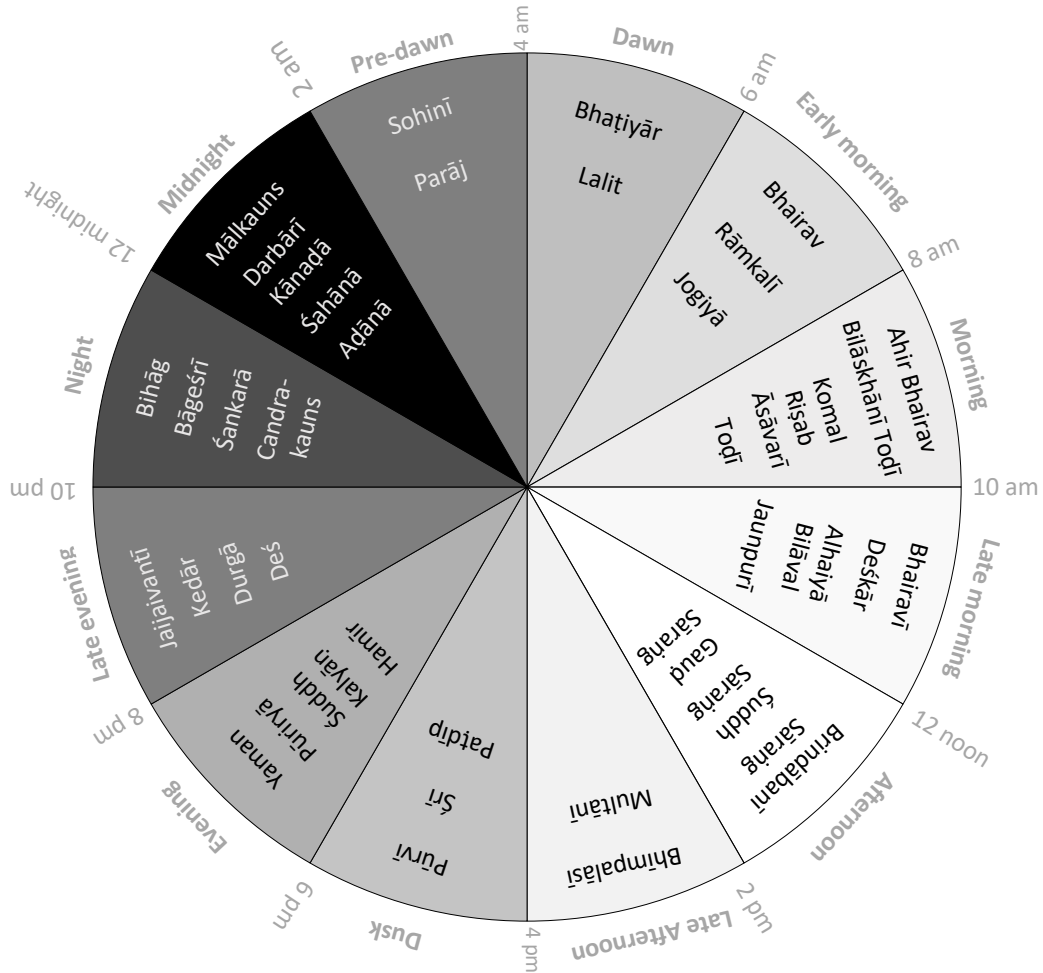 4 am
Dawn
Bhaṭiyār
Lalit
6 am
Early morning
Bhairav
Rāmkalī
Jogiyā
8 am
Morning
Ahir Bhairav
Bilāskhānī Toḍī
Komal
Riṣab
Āsāvarī
Toḍī
10 am
Late morning
Bhairavī
Deśkār
Alhaiyā
Bilāval
Jaunpurī
12 noon
Afternoon
Brindābanī
Sāraṅg
Śuddh
Sāraṅg
Gauḍ
Sāraṅg
2 pm
Late Afternoon
Bhīmpalāsī
Multānī
4 pm
Dusk
Pūrvī
Śrī
Paṭdīp
6 pm
Evening
Yaman
Pūriryā
Śuddh
Kalyāṇ
Hamīr
8 pm
Late evening
Jaijaivantī
Kedār
Durgā
Deś
10 pm
Night
Bihāg
Bāgeśrī
Śankarā
Candra-
kauns
12 midnight
Midnight
Mālkauns
Darbārī
Kānaḍā
Śahānā
Aḍānā
2 am
Pre-dawn
Sohinī
Parāj